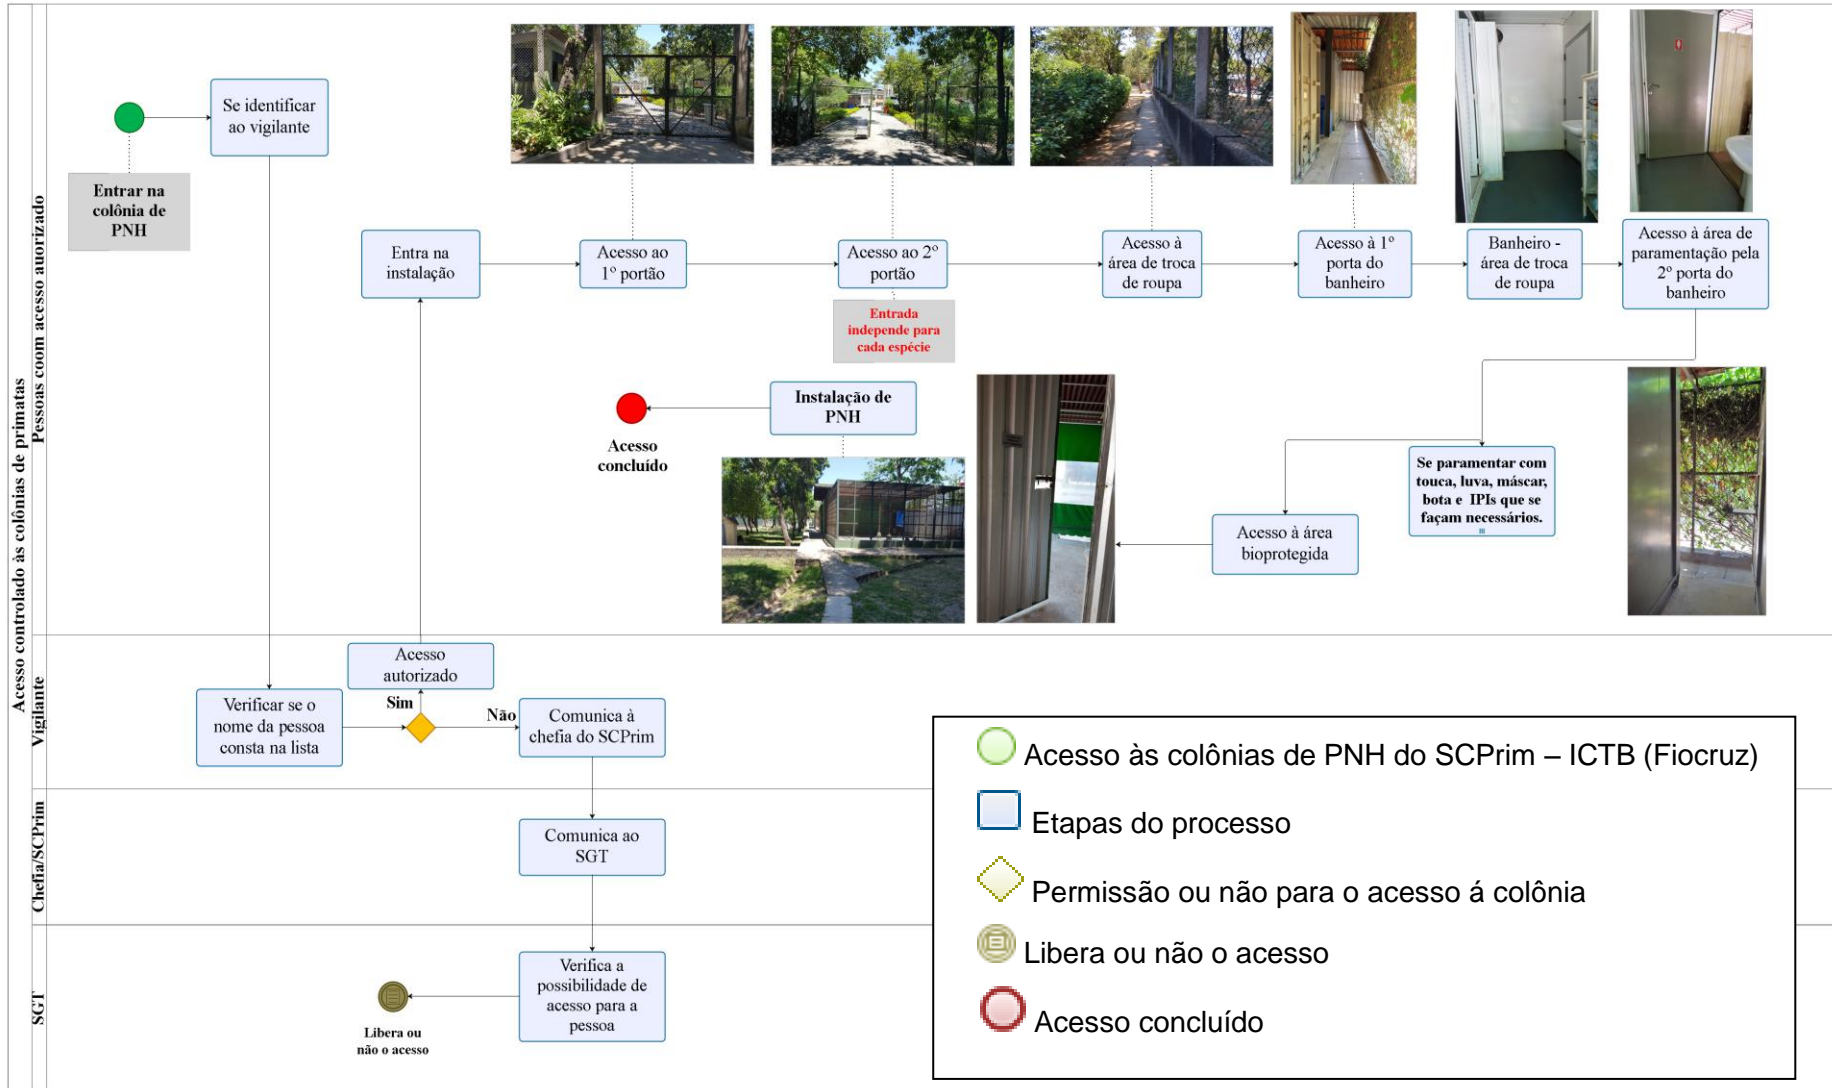 Acesso controlado às colônias de primatas
Pessoas coom acesso auorizado
Se identificar
ao vigilante
Entrar na
colônia de
PNH
Entra na
instalação
Acesso ao
1º portão
Acesso ao 2º
portão
Entrada
independe para
cada espécie
Acesso à
área de troca
de roupa
Acesso à 1º
porta do
banheiro
Banheiro -
área de troca
de roupa
Acesso à área de
paramentação pela
2º porta do
banheiro
Se paramentar com
touca, luva, máscar,
bota e IPIs que se
façam necessários.
Acesso à área
bioprotegida
Instalação de
PNH
Acesso
concluído
Vigilante
Verificar se o
nome da pessoa
consta na lista
Acesso
autorizado
Sim
Não
Comunica à
chefia do SCPrim
Chefia/SCPrim
Comunica ao
SGT
SGT
Verifica a
possibilidade de
acesso para a
pessoa
Libera ou
não o acesso
Acesso às colônias de PNH do SCPrim – ICTB (Fiocruz)
Etapas do processo
Permissão ou não para o acesso á colônia
Libera ou não o acesso
Acesso concluído